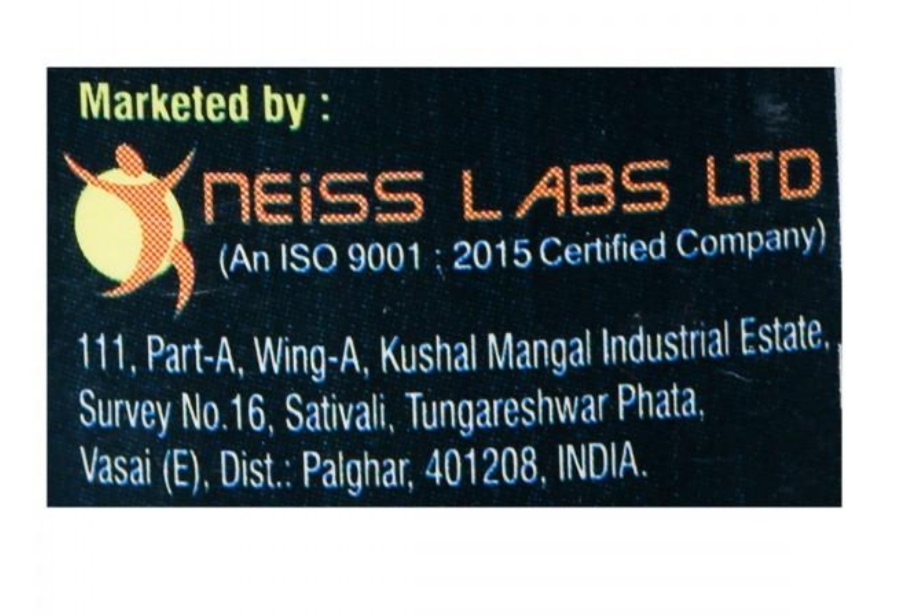 Marketed by :
NEiSS LABS LTD
(An ISO 9001 : 2015 Certified Company)
111, Part-A, Wing-A, Kushal Mangal Industrial Estate,
Survey No.16, Sativali, Tungareshwar Phata,
Vasai (E), Dist.: Palghar, 401208, INDIA.